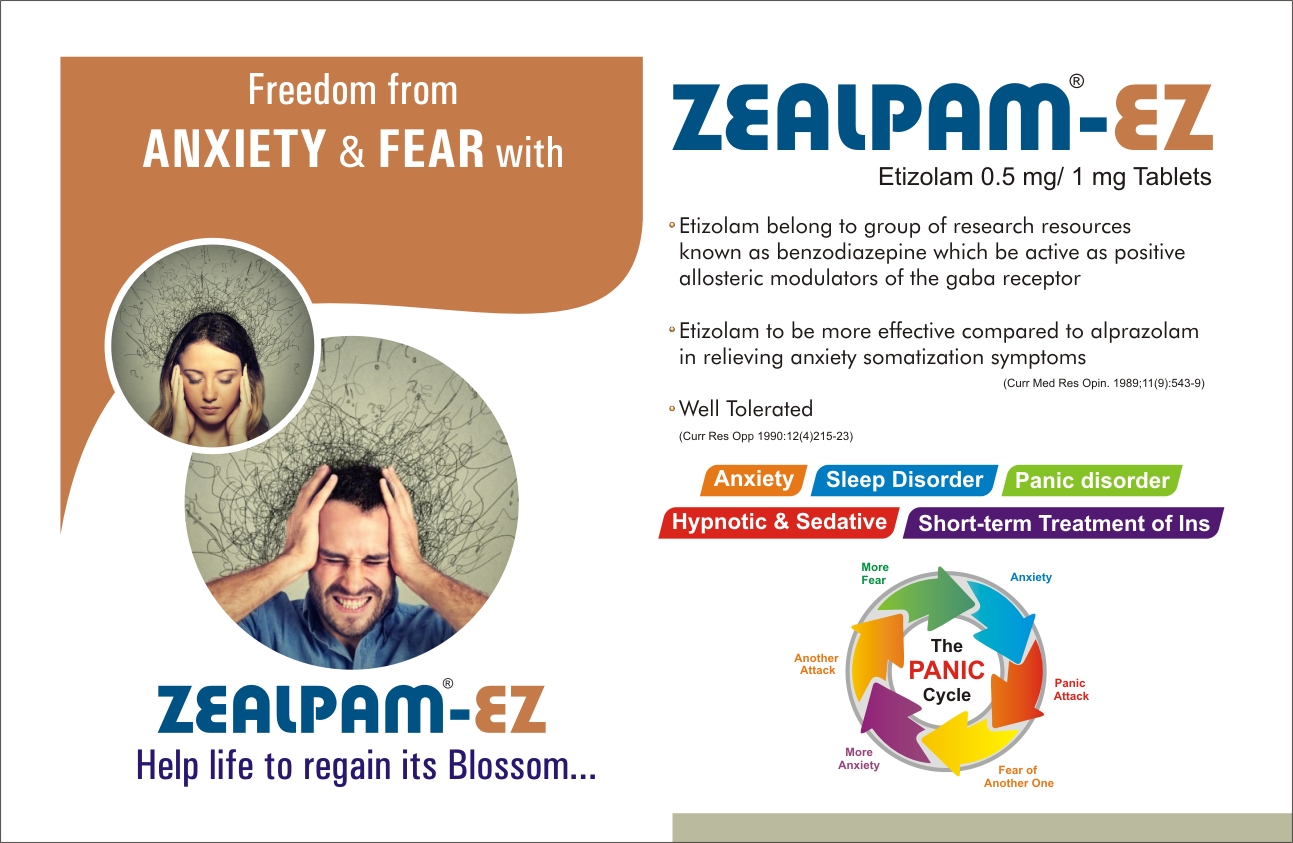 Freedom from
ANXIETY & FEAR with
ZEALPAM®-EZ
Help life to regain its Blossom...
ZEALPAM®-EZ
Etizolam 0.5 mg/ 1 mg Tablets
Etizolam belong to group of research resources
known as benzodiazepine which be active as positive
allosteric modulators of the gaba receptor
Etizolam to be more effective compared to alprazolam
in relieving anxiety somatization symptoms
(Curr Med Res Opin. 1989;11(9):543-9)
Well Tolerated
(Curr Res Opp 1990:12(4)215-23)
Anxiety Sleep Disorder Panic disorder
Hypnotic & Sedative Short-term Treatment of Ins
More
Fear
Anxiety
Panic
Attack
Fear of
Another One
More
Anxiety
Another
Attack
The
PANIC
Cycle